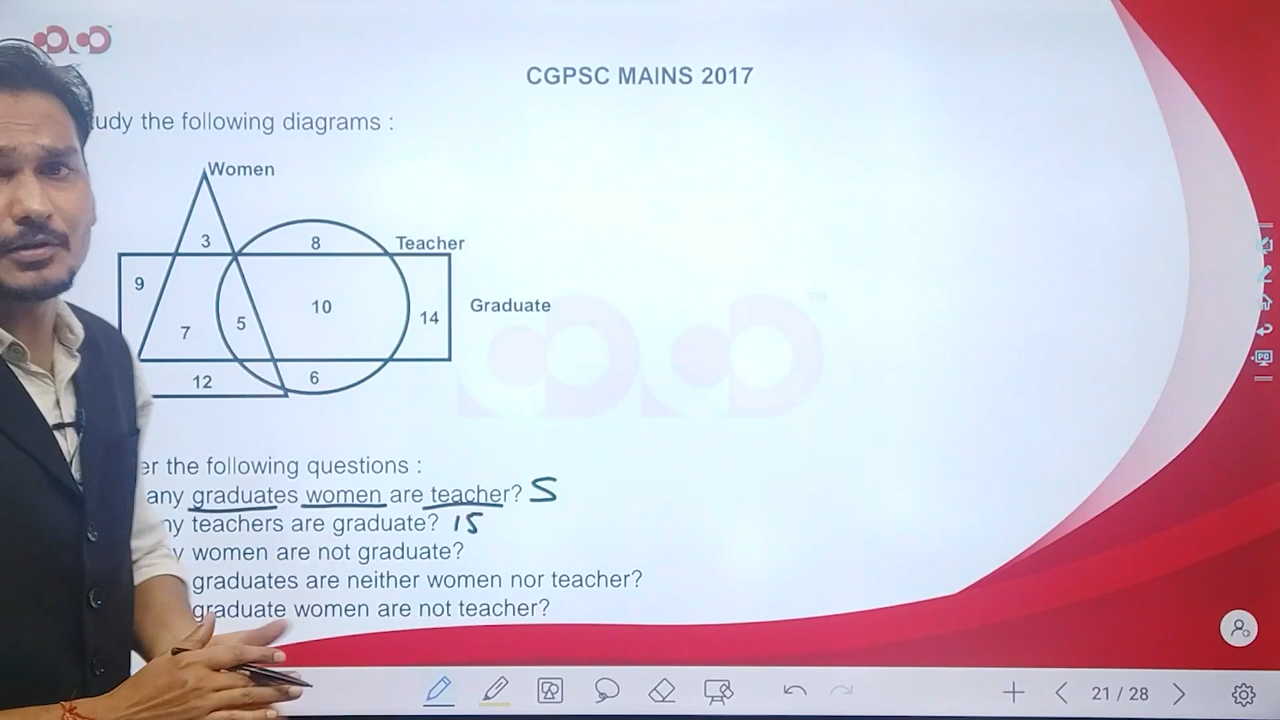 CGPSC MAINS 2017
udy the following diagrams :
Women
3
8
Teacher
9
10
Graduate
14
5
7
12
6
er the following questions :
any graduates women are teacher? 5
ny teachers are graduate? 15
women are not graduate?
graduates are neither women nor teacher?
graduate women are not teacher?
21 / 28